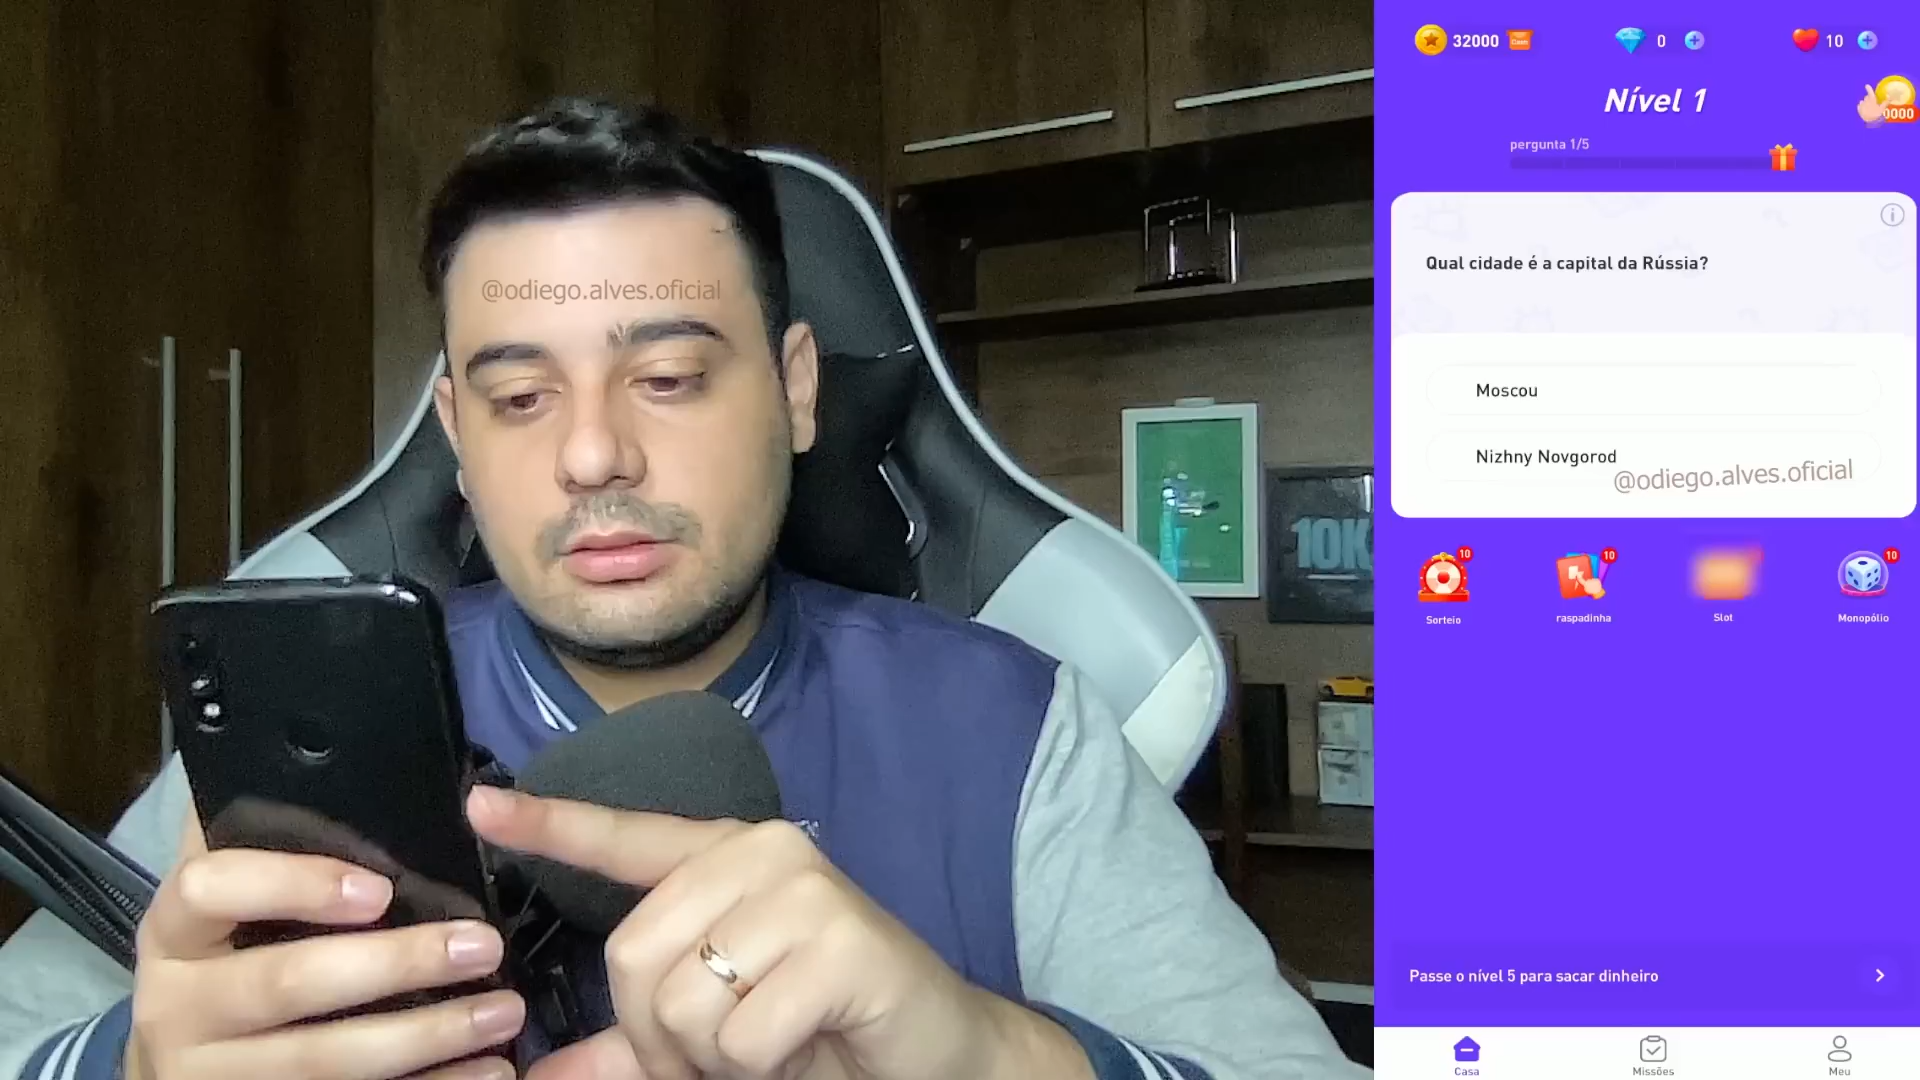 32000
Cash
0
10
Nível 1
0000
pergunta 1/5
Qual cidade é a capital da Rússia?
@odiego.alves.oficial
Moscou
Nizhny Novgorod
@odiego.alves.oficial
10K
10
10
10
Sorteio
raspadinha
Slot
Monopólio
Passe o nível 5 para sacar dinheiro
Casa
Missões
Meu